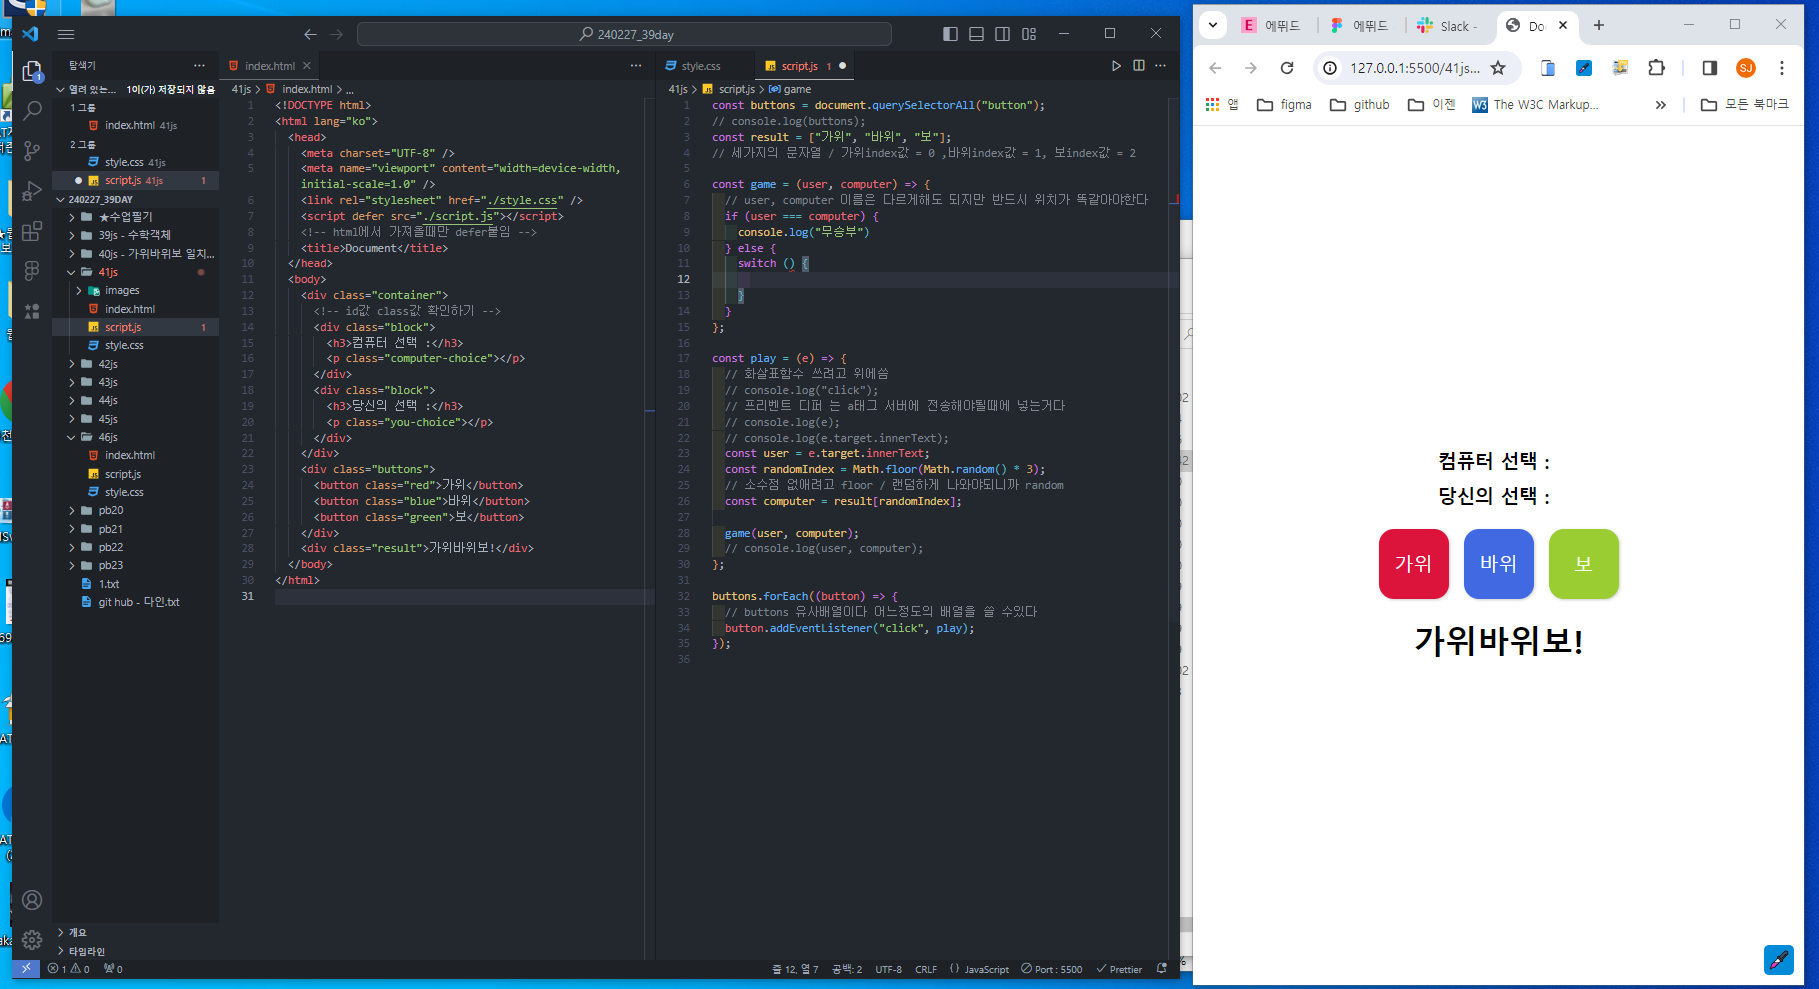 240227_39day
탐색기
열려 있는... 1이(가) 저장되지 않음
1 그룹
index.html 41js
2 그룹
style.css 41js
script.js 41js 1
240227_39DAY
★수업필기
39js - 수학객체
40js - 가위바위보 일치...
41js
images
index.html
script.js 1
style.css
42js
43js
44js
45js
46js
index.html
script.js
style.css
pb20
pb21
pb22
pb23
1.txt
git hub - 다인.txt
개요
타임라인
index.html
41js > index.html > ...
1 <!DOCTYPE html>
2 <html lang="ko">
3 <head>
4 <meta charset="UTF-8" />
5 <meta name="viewport" content="width=device-width,
initial-scale=1.0" />
6 <link rel="stylesheet" href="./style.css" />
7 <script defer src="./script.js"></script>
8 <!-- html에서 가져올때만 defer붙임 -->
9 <title>Document</title>
10 </head>
11 <body>
12 <div class="container">
13 <!-- id값 class값 확인하기 -->
14 <div class="block">
15 <h3>컴퓨터 선택 :</h3>
16 <p class="computer-choice"></p>
17 </div>
18 <div class="block">
19 <h3>당신의 선택 :</h3>
20 <p class="you-choice"></p>
21 </div>
22 </div>
23 <div class="buttons">
24 <button class="red">가위</button>
25 <button class="blue">바위</button>
26 <button class="green">보</button>
27 </div>
28 <div class="result">가위바위보!</div>
29 </body>
30 </html>
31
style.css
script.js 1
41js > script.js > game
1 const buttons = document.querySelectorAll("button");
2 // console.log(buttons);
3 const result = ["가위", "바위", "보"];
4 // 세가지의 문자열 / 가위index값 = 0 ,바위index값 = 1, 보index값 = 2
5
6 const game = (user, computer) => {
7 // user, computer 이름은 다르게해도 되지만 반드시 위치가 똑같아야한다
8 if (user === computer) {
9 console.log("무승부")
10 } else {
11 switch () {
12
13 }
14 }
15 };
16
17 const play = (e) => {
18 // 화살표함수 쓰려고 위에씀
19 // console.log("click");
20 // 프리벤트 디퍼 는 a태그 서버에 전송해야될때에 넣는거다
21 // console.log(e);
22 // console.log(e.target.innerText);
23 const user = e.target.innerText;
24 const randomIndex = Math.floor(Math.random() * 3);
25 // 소수점 없애려고 floor / 랜덤하게 나와야되니까 random
26 const computer = result[randomIndex];
27
28 game(user, computer);
29 // console.log(user, computer);
30 };
31
32 buttons.forEach((button) => {
33 // buttons 유사배열이다 어느정도의 배열을 쓸 수있다
34 button.addEventListener("click", play);
35 });
36
1 0 0
줄 12, 열 7 공백: 2 UTF-8 CRLF {} JavaScript Port : 5500 Prettier
에뛰드
에뛰드
Slack -
Do
127.0.0.1:5500/41js...
SJ
앱 figma github 이젠 The W3C Markup... » 모든 북마크
컴퓨터 선택 :
당신의 선택 :
가위 바위 보
가위바위보!